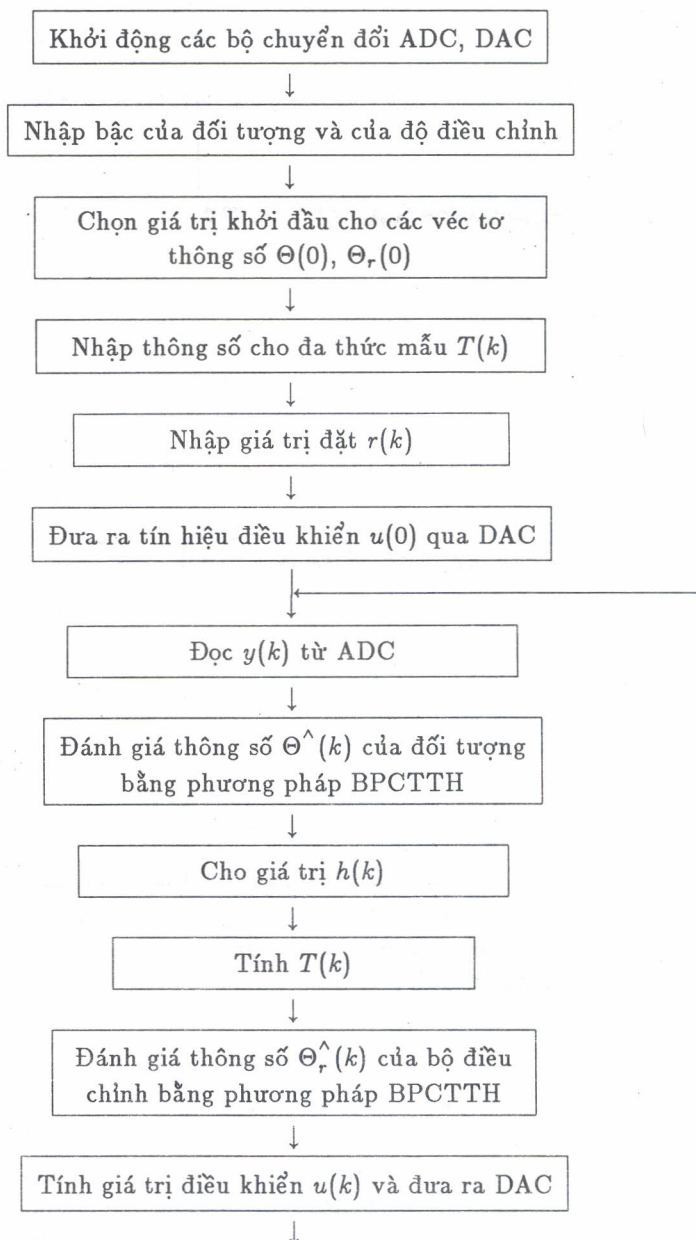 Khởi động các bộ chuyển đổi ADC, DAC
Nhập bậc của đối tượng và của độ điều chỉnh
Chọn giá trị khởi đầu cho các véc tơ
thông số Θ(0), Θ_r(0)
Nhập thông số cho đa thức mẫu T(k)
Nhập giá trị đặt r(k)
Đưa ra tín hiệu điều khiển u(0) qua DAC
Đọc y(k) từ ADC
Đánh giá thông số Θ^(k) của đối tượng
bằng phương pháp BPCTTH
Cho giá trị h(k)
Tính T(k)
Đánh giá thông số Θ_r^(k) của bộ điều
chỉnh bằng phương pháp BPCTTH
Tính giá trị điều khiển u(k) và đưa ra DAC